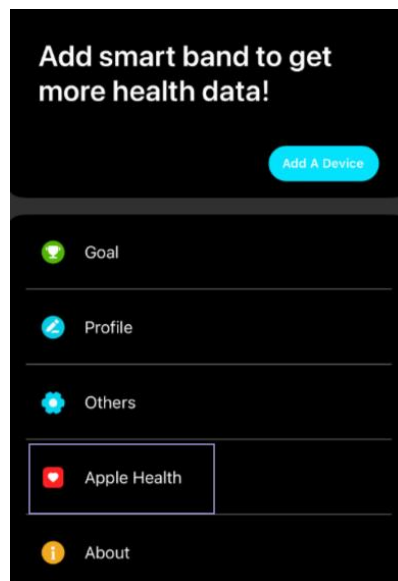 Add smart band to get
more health data!
Add A Device
Goal
Profile
Others
Apple Health
About